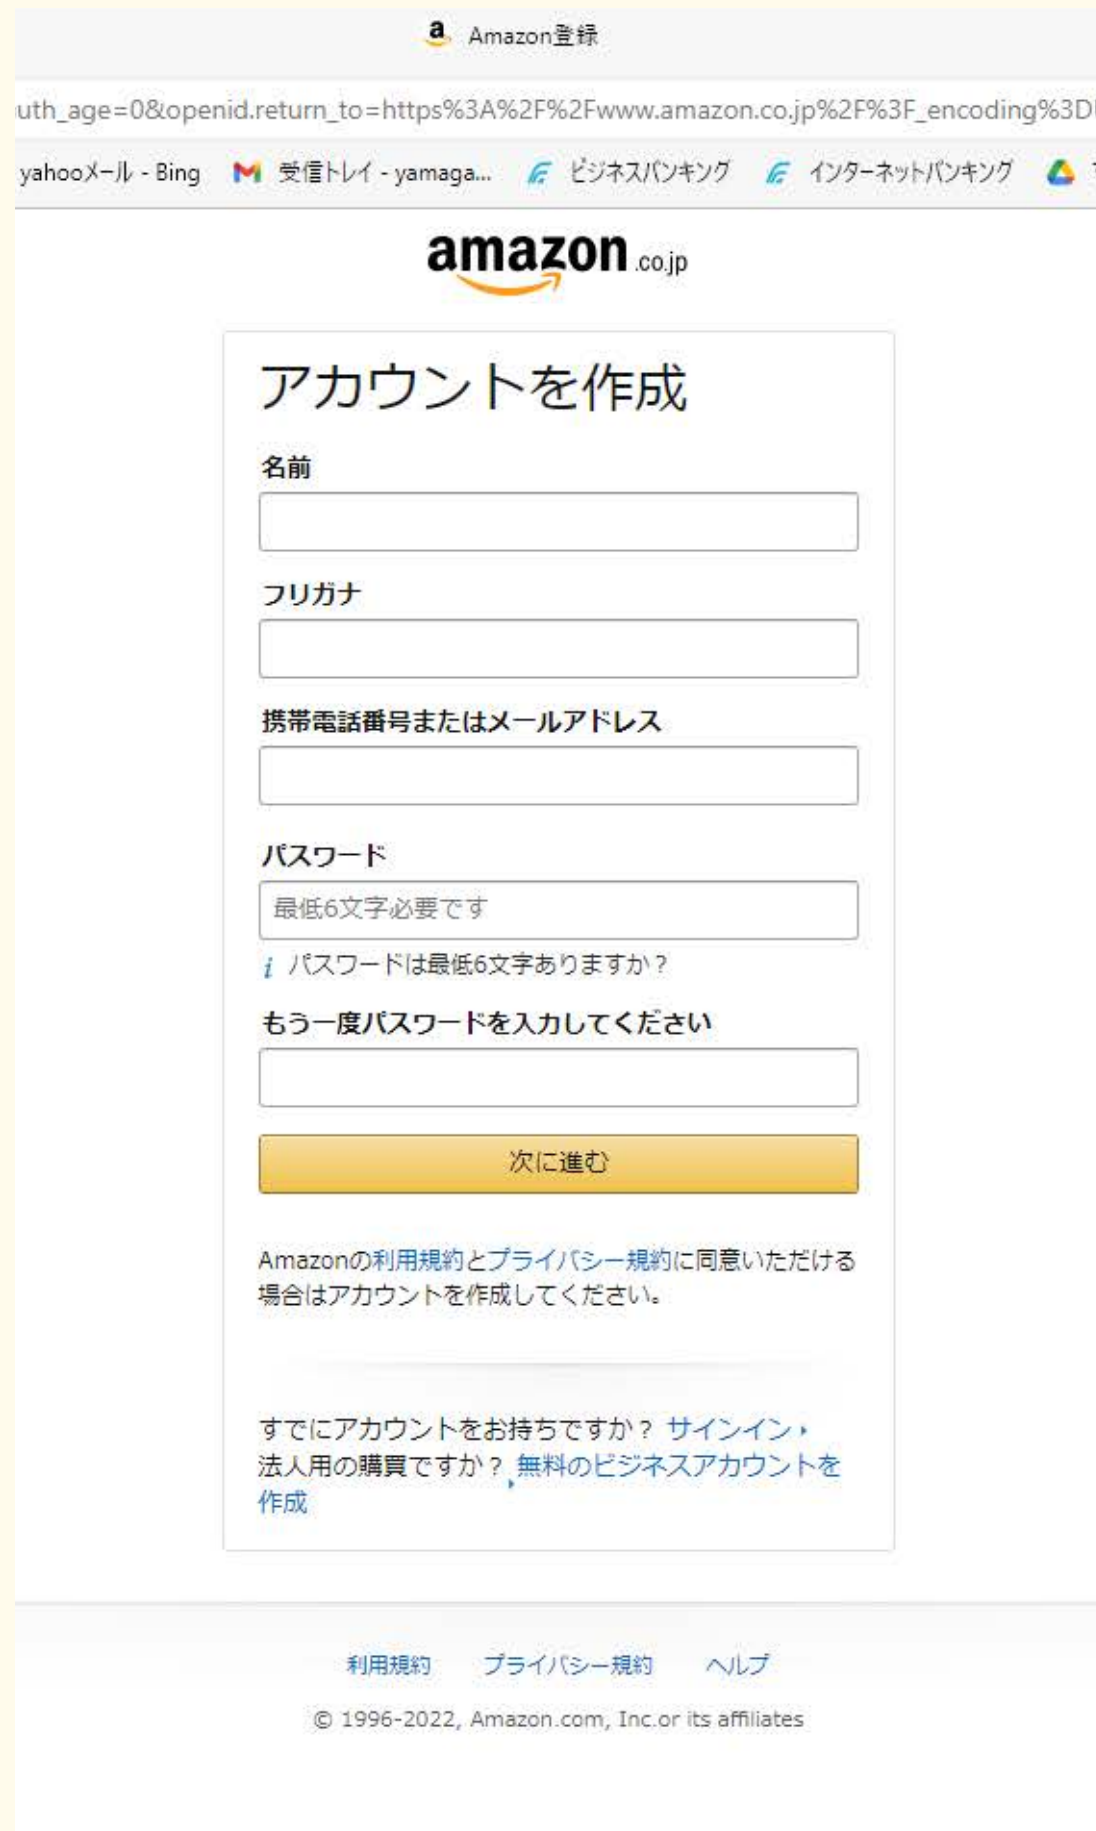 Amazon登録
uth_age=0&openid.return_to=https%3A%2F%2Fwww.amazon.co.jp%2F%3F_encoding%3D
yahooメール - Bing 受信トレイ - yamaga... ビジネスバンキング インターネットバンキング
amazon.co.jp
アカウントを作成
名前
フリガナ
携帯電話番号またはメールアドレス
パスワード
最低6文字必要です
i パスワードは最低6文字ありますか？
もう一度パスワードを入力してください
次に進む
Amazonの利用規約とプライバシー規約に同意いただける
場合はアカウントを作成してください。
すでにアカウントをお持ちですか？ サインイン
法人用の購買ですか？ 無料のビジネスアカウントを
作成
利用規約 プライバシー規約 ヘルプ
© 1996-2022, Amazon.com, Inc.or its affiliates